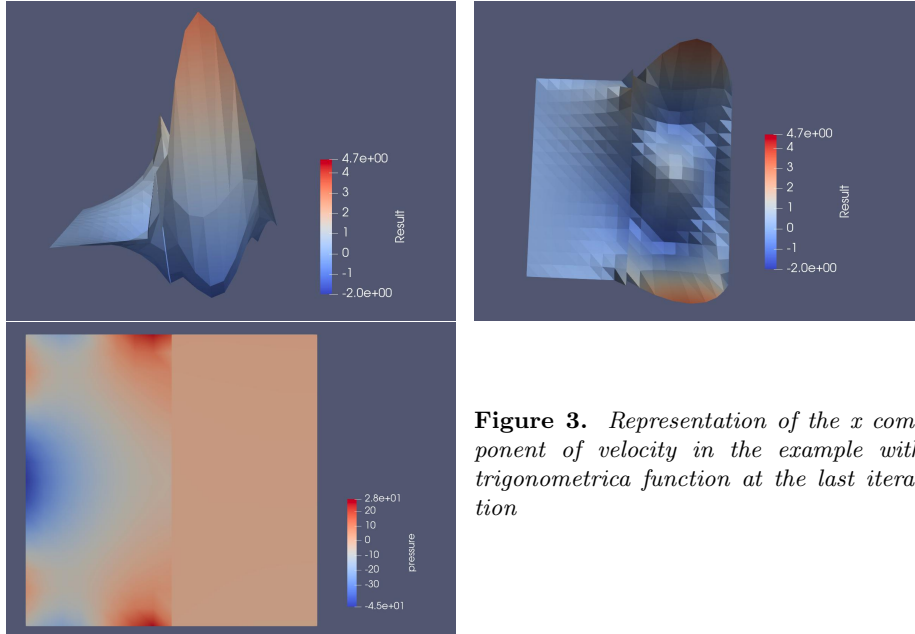 4.7e+00
4
3
2
1
0
-1
-2.0e+00
Result
4.7e+00
4
3
2
1
0
-1
-2.0e+00
Result
2.8e+01
20
10
0
-10
-20
-30
-4.5e+01
pressure
Figure 3. Representation of the x com
ponent of velocity in the example with
trigonometrica function at the last itera
tion